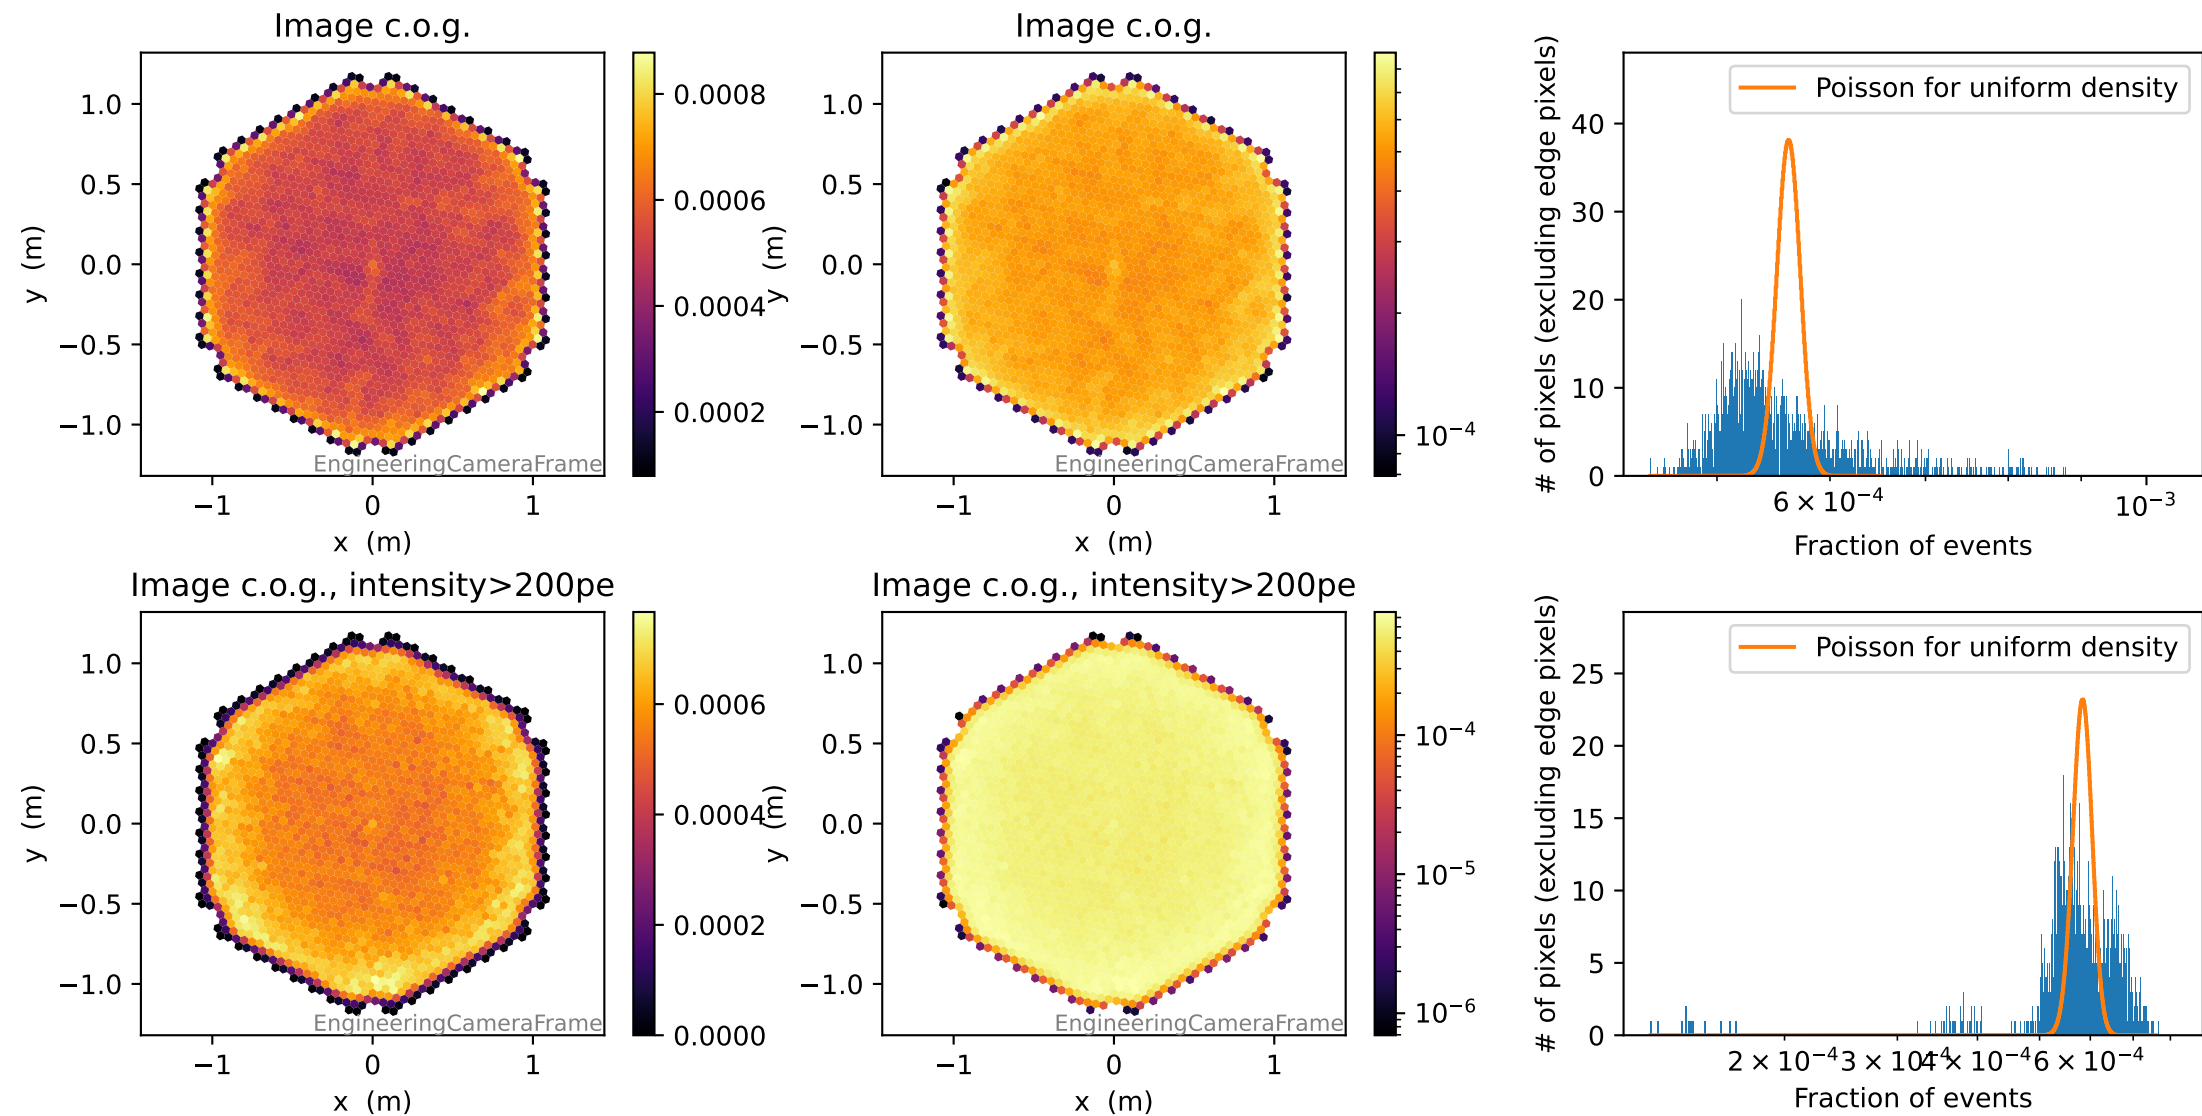 Image c.o.g.
1.0
0.5
0.0
−0.5
−1.0
y (m)
−1
0
1
x (m)
EngineeringCameraFrame
0.0008
0.0006
0.0004
0.0002
Image c.o.g.
1.0
0.5
0.0
−0.5
−1.0
y (m)
−1
0
1
x (m)
EngineeringCameraFrame
10⁻⁴
# of pixels (excluding edge pixels)
40
30
20
10
0
Poisson for uniform density
6 × 10⁻⁴
10⁻³
Fraction of events
Image c.o.g., intensity>200pe
1.0
0.5
0.0
−0.5
−1.0
y (m)
−1
0
1
x (m)
EngineeringCameraFrame
0.0006
0.0004
0.0002
0.0000
Image c.o.g., intensity>200pe
1.0
0.5
0.0
−0.5
−1.0
y (m)
−1
0
1
x (m)
EngineeringCameraFrame
10⁻⁴
10⁻⁵
10⁻⁶
# of pixels (excluding edge pixels)
25
20
15
10
5
0
Poisson for uniform density
2 × 10⁻⁴
3 × 10⁻⁴
4 × 10⁻⁴
6 × 10⁻⁴
Fraction of events